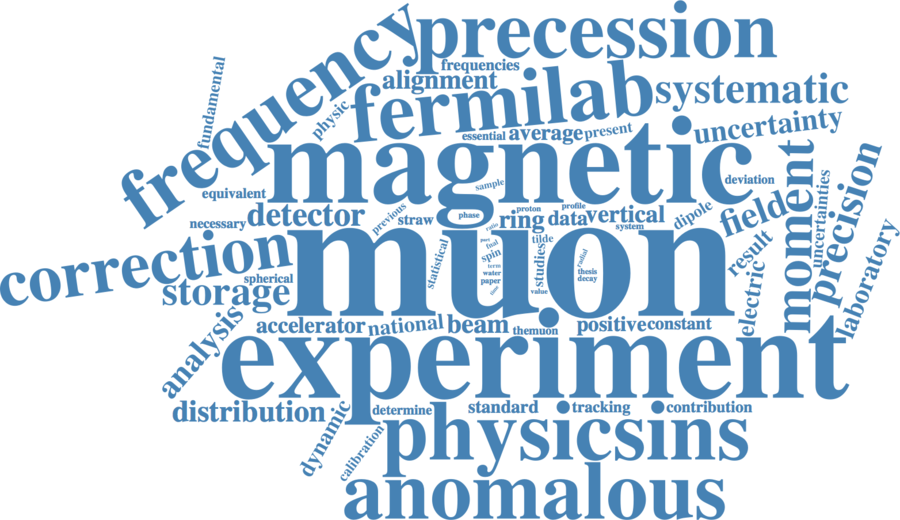 precession
frequency
frequencies
alignment
fermilab
systematic
fundamental
physic
essential
average
present
uncertainty
magnetic
sample
deviation
equivalent
necessary
detector
previous
straw
phase
ratio
ring
proton
profile
data
vertical
system
dipole
field
moment
uncertainties
precision
laboratory
correction
spherical
storage
muon
statistical
spin
term
water
paper
time
tilde
studies
value
radial
thesis
decay
result
electric
analysis
accelerator
national
beam
themuon
positive
constant
experiment
distribution
dynamic
determine
calibration
standard
tracking
contribution
physicsins
anomalous